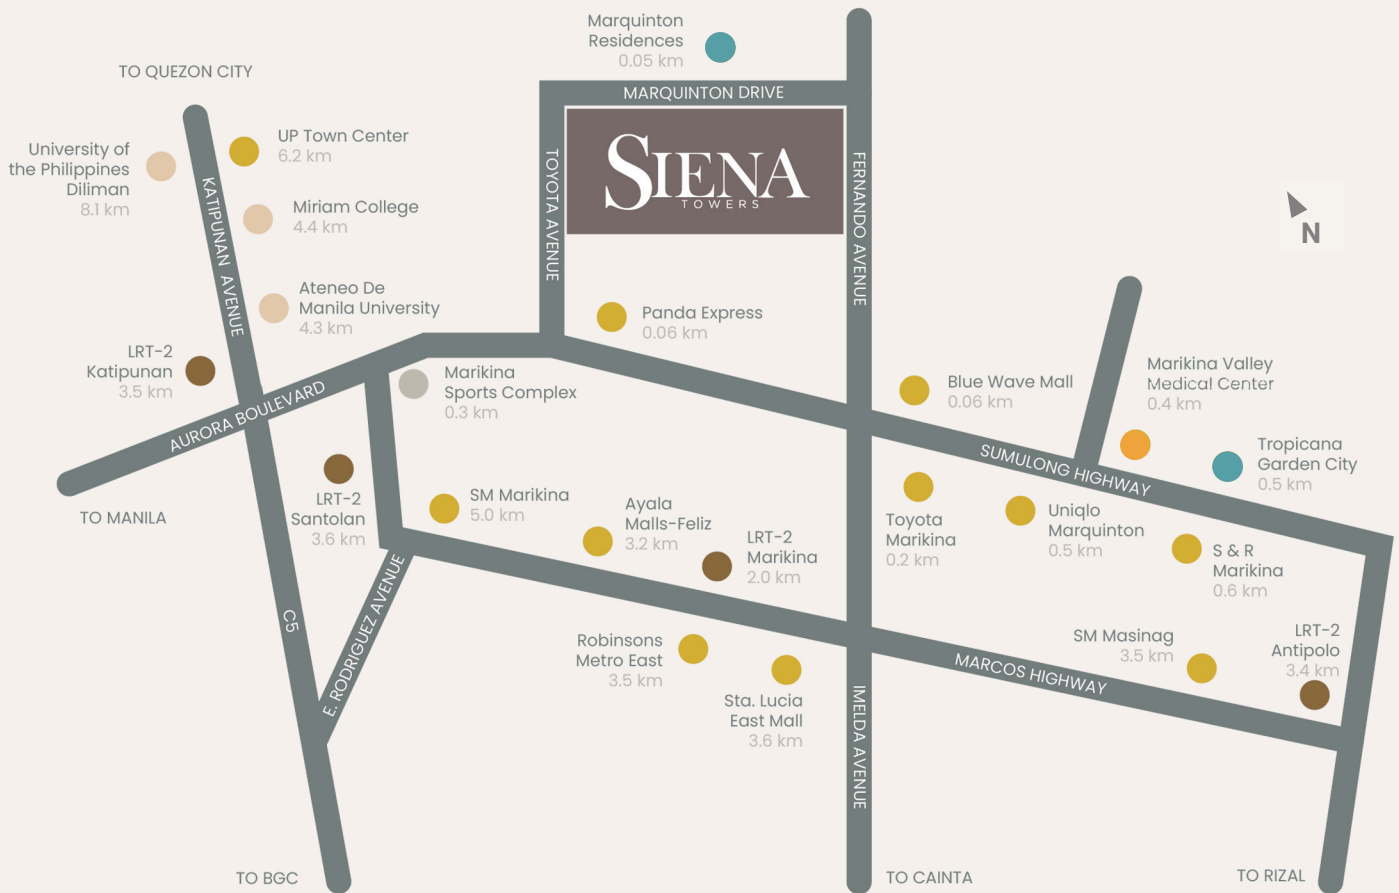 Marquinton
Residences
0.05 km
TO QUEZON CITY
MARQUINTON DRIVE
SIENA
TOWERS
TOYOTA AVENUE
FERNANDO AVENUE
UP Town Center
6.2 km
University of
the Philippines
Diliman
8.1 km
KATIPUNAN AVENUE
Miriam College
4.4 km
N
Ateneo De
Manila University
4.3 km
Panda Express
0.06 km
LRT-2
Katipunan
3.5 km
AURORA BOULEVARD
Marikina
Sports Complex
0.3 km
Blue Wave Mall
0.06 km
Marikina Valley
Medical Center
0.4 km
SUMULONG HIGHWAY
Tropicana
Garden City
0.5 km
TO MANILA
LRT-2
Santolan
3.6 km
SM Marikina
5.0 km
Ayala
Malls-Feliz
3.2 km
LRT-2
Marikina
2.0 km
Toyota
Marikina
0.2 km
Uniqlo
Marquinton
0.5 km
S & R
Marikina
0.6 km
C5
E. RODRIGUEZ AVENUE
Robinsons
Metro East
3.5 km
Sta. Lucia
East Mall
3.6 km
IMELDA AVENUE
MARCOS HIGHWAY
SM Masinag
3.5 km
LRT-2
Antipolo
3.4 km
TO BGC
TO CAINTA
TO RIZAL